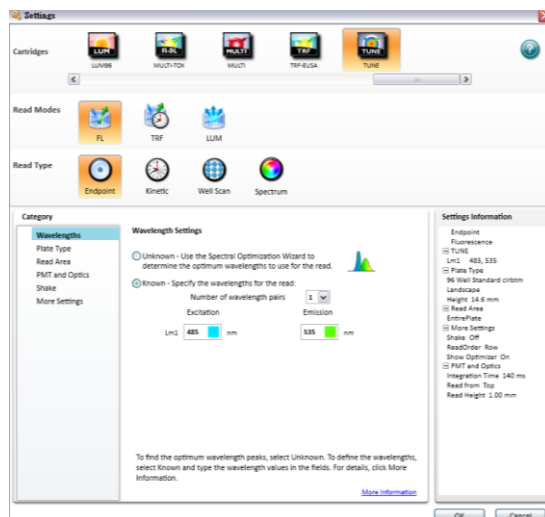 Settings
Cartridges
LUM96
MULTI-TOX
MULTI
TRF-ELISA
TUNE
Read Modes
FL
TRF
LUM
Read Type
Endpoint
Kinetic
Well Scan
Spectrum
Category
Wavelengths
Plate Type
Read Area
PMT and Optics
Shake
More Settings
Wavelength Settings
Unknown - Use the Spectral Optimization Wizard to
determine the optimum wavelengths to use for the read.
Known - Specify the wavelengths for the read:
Number of wavelength pairs 1
Excitation Emission
Lm1 485 nm 535 nm
To find the optimum wavelength peaks, select Unknown. To define the wavelengths,
select Known and type the wavelength values in the fields. For details, click More
Information.
More Information
Settings Information
Endpoint
Fluorescence
TUNE
Lm1 485, 535
Plate Type
96 Well Standard clrbtm
Landscape
Height 14.6 mm
Read Area
EntirePlate
More Settings
Shake Off
ReadOrder Row
Show Optimizer On
PMT and Optics
Integration Time 140 ms
Read from Top
Read Height 1.00 mm
OK Cancel